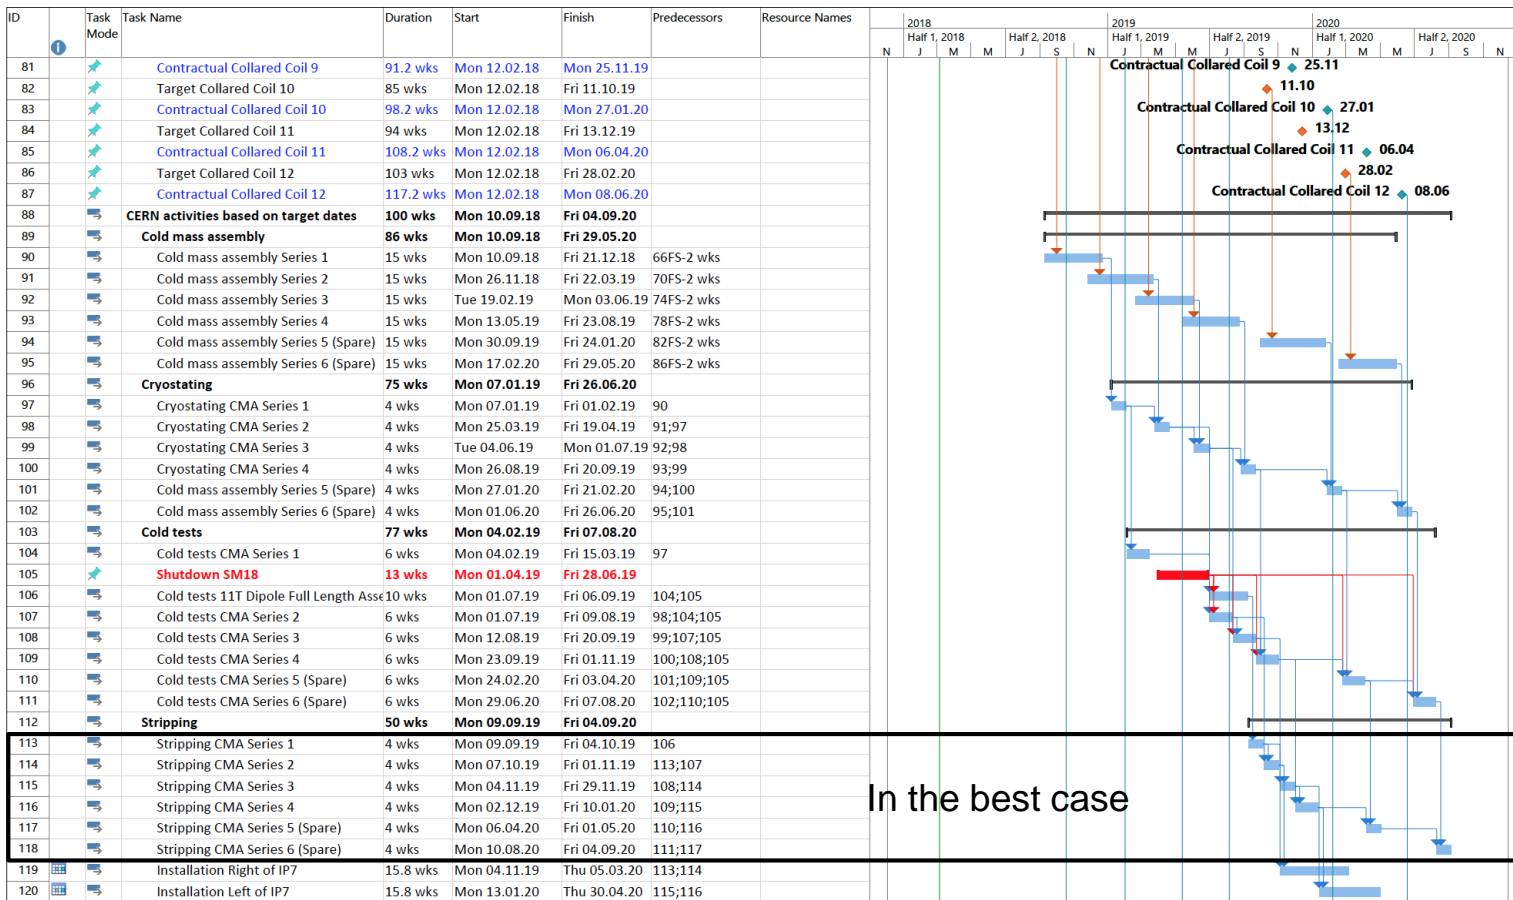 ID Task Mode Task Name Duration Start Finish Predecessors Resource Names
2018 2019 2020
Half 1, 2018 Half 2, 2018 Half 1, 2019 Half 2, 2019 Half 1, 2020 Half 2, 2020
N J M M J S N J M M J S N J M M J S N
81 Contractual Collared Coil 9 91.2 wks Mon 12.02.18 Mon 25.11.19 Contractual Collared Coil 9 25.11
82 Target Collared Coil 10 85 wks Mon 12.02.18 Fri 11.10.19 11.10
83 Contractual Collared Coil 10 98.2 wks Mon 12.02.18 Mon 27.01.20 Contractual Collared Coil 10 27.01
84 Target Collared Coil 11 94 wks Mon 12.02.18 Fri 13.12.19 13.12
85 Contractual Collared Coil 11 108.2 wks Mon 12.02.18 Mon 06.04.20 Contractual Collared Coil 11 06.04
86 Target Collared Coil 12 103 wks Mon 12.02.18 Fri 28.02.20 28.02
87 Contractual Collared Coil 12 117.2 wks Mon 12.02.18 Mon 08.06.20 Contractual Collared Coil 12 08.06
88 CERN activities based on target dates 100 wks Mon 10.09.18 Fri 04.09.20
89 Cold mass assembly 86 wks Mon 10.09.18 Fri 29.05.20
90 Cold mass assembly Series 1 15 wks Mon 10.09.18 Fri 21.12.18 66FS-2 wks
91 Cold mass assembly Series 2 15 wks Mon 26.11.18 Fri 22.03.19 70FS-2 wks
92 Cold mass assembly Series 3 15 wks Tue 19.02.19 Mon 03.06.19 74FS-2 wks
93 Cold mass assembly Series 4 15 wks Mon 13.05.19 Fri 23.08.19 78FS-2 wks
94 Cold mass assembly Series 5 (Spare) 15 wks Mon 30.09.19 Fri 24.01.20 82FS-2 wks
95 Cold mass assembly Series 6 (Spare) 15 wks Mon 17.02.20 Fri 29.05.20 86FS-2 wks
96 Cryostating 75 wks Mon 07.01.19 Fri 26.06.20
97 Cryostating CMA Series 1 4 wks Mon 07.01.19 Fri 01.02.19 90
98 Cryostating CMA Series 2 4 wks Mon 25.03.19 Fri 19.04.19 91;97
99 Cryostating CMA Series 3 4 wks Tue 04.06.19 Mon 01.07.19 92;98
100 Cryostating CMA Series 4 4 wks Mon 26.08.19 Fri 20.09.19 93;99
101 Cold mass assembly Series 5 (Spare) 4 wks Mon 27.01.20 Fri 21.02.20 94;100
102 Cold mass assembly Series 6 (Spare) 4 wks Mon 01.06.20 Fri 26.06.20 95;101
103 Cold tests 77 wks Mon 04.02.19 Fri 07.08.20
104 Cold tests CMA Series 1 6 wks Mon 04.02.19 Fri 15.03.19 97
105 Shutdown SM18 13 wks Mon 01.04.19 Fri 28.06.19
106 Cold tests 11T Dipole Full Length Asse 10 wks Mon 01.07.19 Fri 06.09.19 104;105
107 Cold tests CMA Series 2 6 wks Mon 01.07.19 Fri 09.08.19 98;104;105
108 Cold tests CMA Series 3 6 wks Mon 12.08.19 Fri 20.09.19 99;107;105
109 Cold tests CMA Series 4 6 wks Mon 23.09.19 Fri 01.11.19 100;108;105
110 Cold tests CMA Series 5 (Spare) 6 wks Mon 24.02.20 Fri 03.04.20 101;109;105
111 Cold tests CMA Series 6 (Spare) 6 wks Mon 29.06.20 Fri 07.08.20 102;110;105
112 Stripping 50 wks Mon 09.09.19 Fri 04.09.20
113 Stripping CMA Series 1 4 wks Mon 09.09.19 Fri 04.10.19 106
114 Stripping CMA Series 2 4 wks Mon 07.10.19 Fri 01.11.19 113;107
115 Stripping CMA Series 3 4 wks Mon 04.11.19 Fri 29.11.19 108;114
116 Stripping CMA Series 4 4 wks Mon 02.12.19 Fri 10.01.20 109;115
In the best case
117 Stripping CMA Series 5 (Spare) 4 wks Mon 06.04.20 Fri 01.05.20 110;116
118 Stripping CMA Series 6 (Spare) 4 wks Mon 10.08.20 Fri 04.09.20 111;117
119 Installation Right of IP7 15.8 wks Mon 04.11.19 Thu 05.03.20 113;114
120 Installation Left of IP7 15.8 wks Mon 13.01.20 Thu 30.04.20 115;116